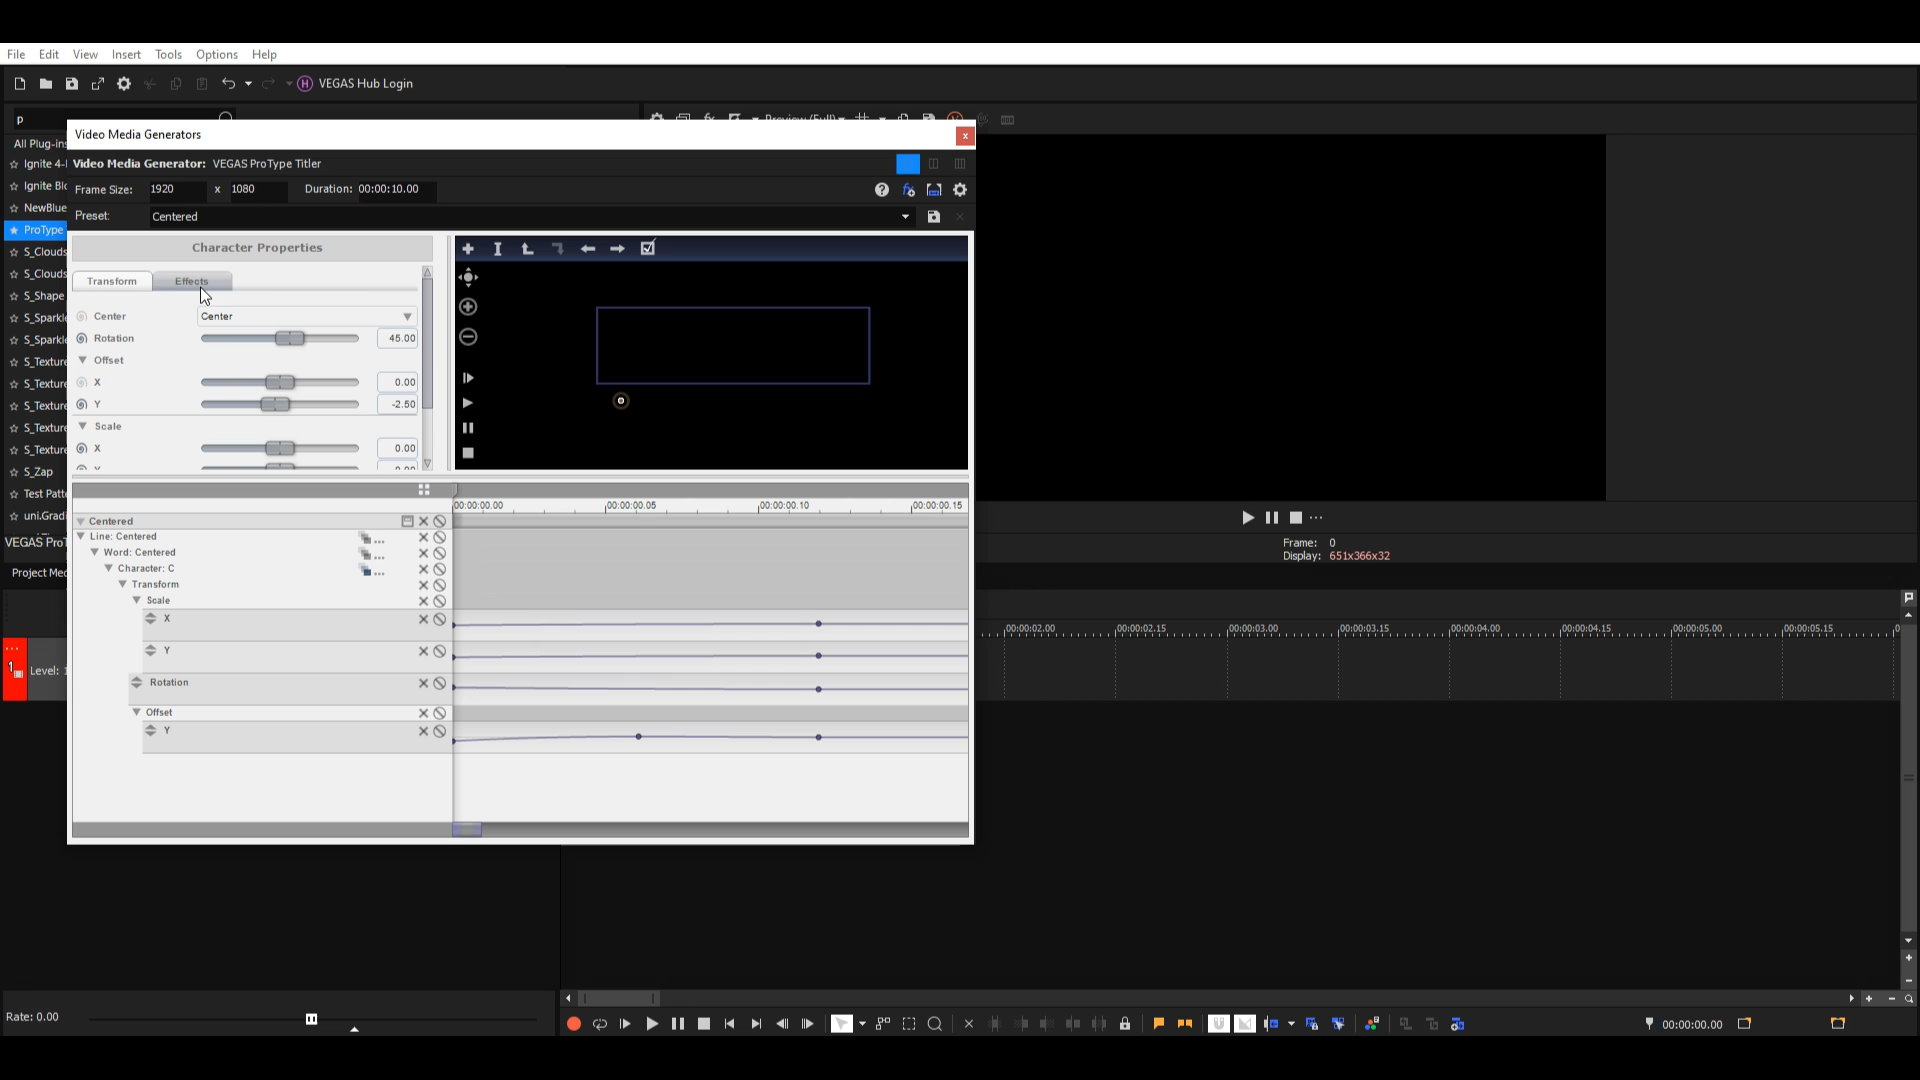 File Edit View Insert Tools Options Help
VEGAS Hub Login
p
Preview (Full)
Video Media Generators
x
All Plug-ins
Video Media Generator: VEGAS ProType Titler
Ignite 4-
Frame Size: 1920 x 1080 Duration: 00:00:10.00
Ignite Blo
NewBlue
Preset: Centered
ProType
S_Clouds
S_Clouds
S_Shape
S_Sparkle
S_Sparkle
S_Texture
S_Texture
S_Texture
S_Texture
S_Texture
S_Zap
Test Patte
uni.Gradi
VEGAS ProT
Project Med
Character Properties
Transform Effects
Center Center
Rotation 45.00
Offset
X 0.00
Y -2.50
Scale
X 0.00
00:00:00.00 00:00:00.05 00:00:00.10 00:00:00.15
Centered
Line: Centered
Word: Centered
Character: C
Transform
Scale
X
Y
Rotation
Offset
Y
Frame: 0
Display: 651x366x32
00:00:02.00 00:00:02.15 00:00:03.00 00:00:03.15 00:00:04.00 00:00:04.15 00:00:05.00 00:00:05.15
1 Level:
Rate: 0.00
00:00:00.00